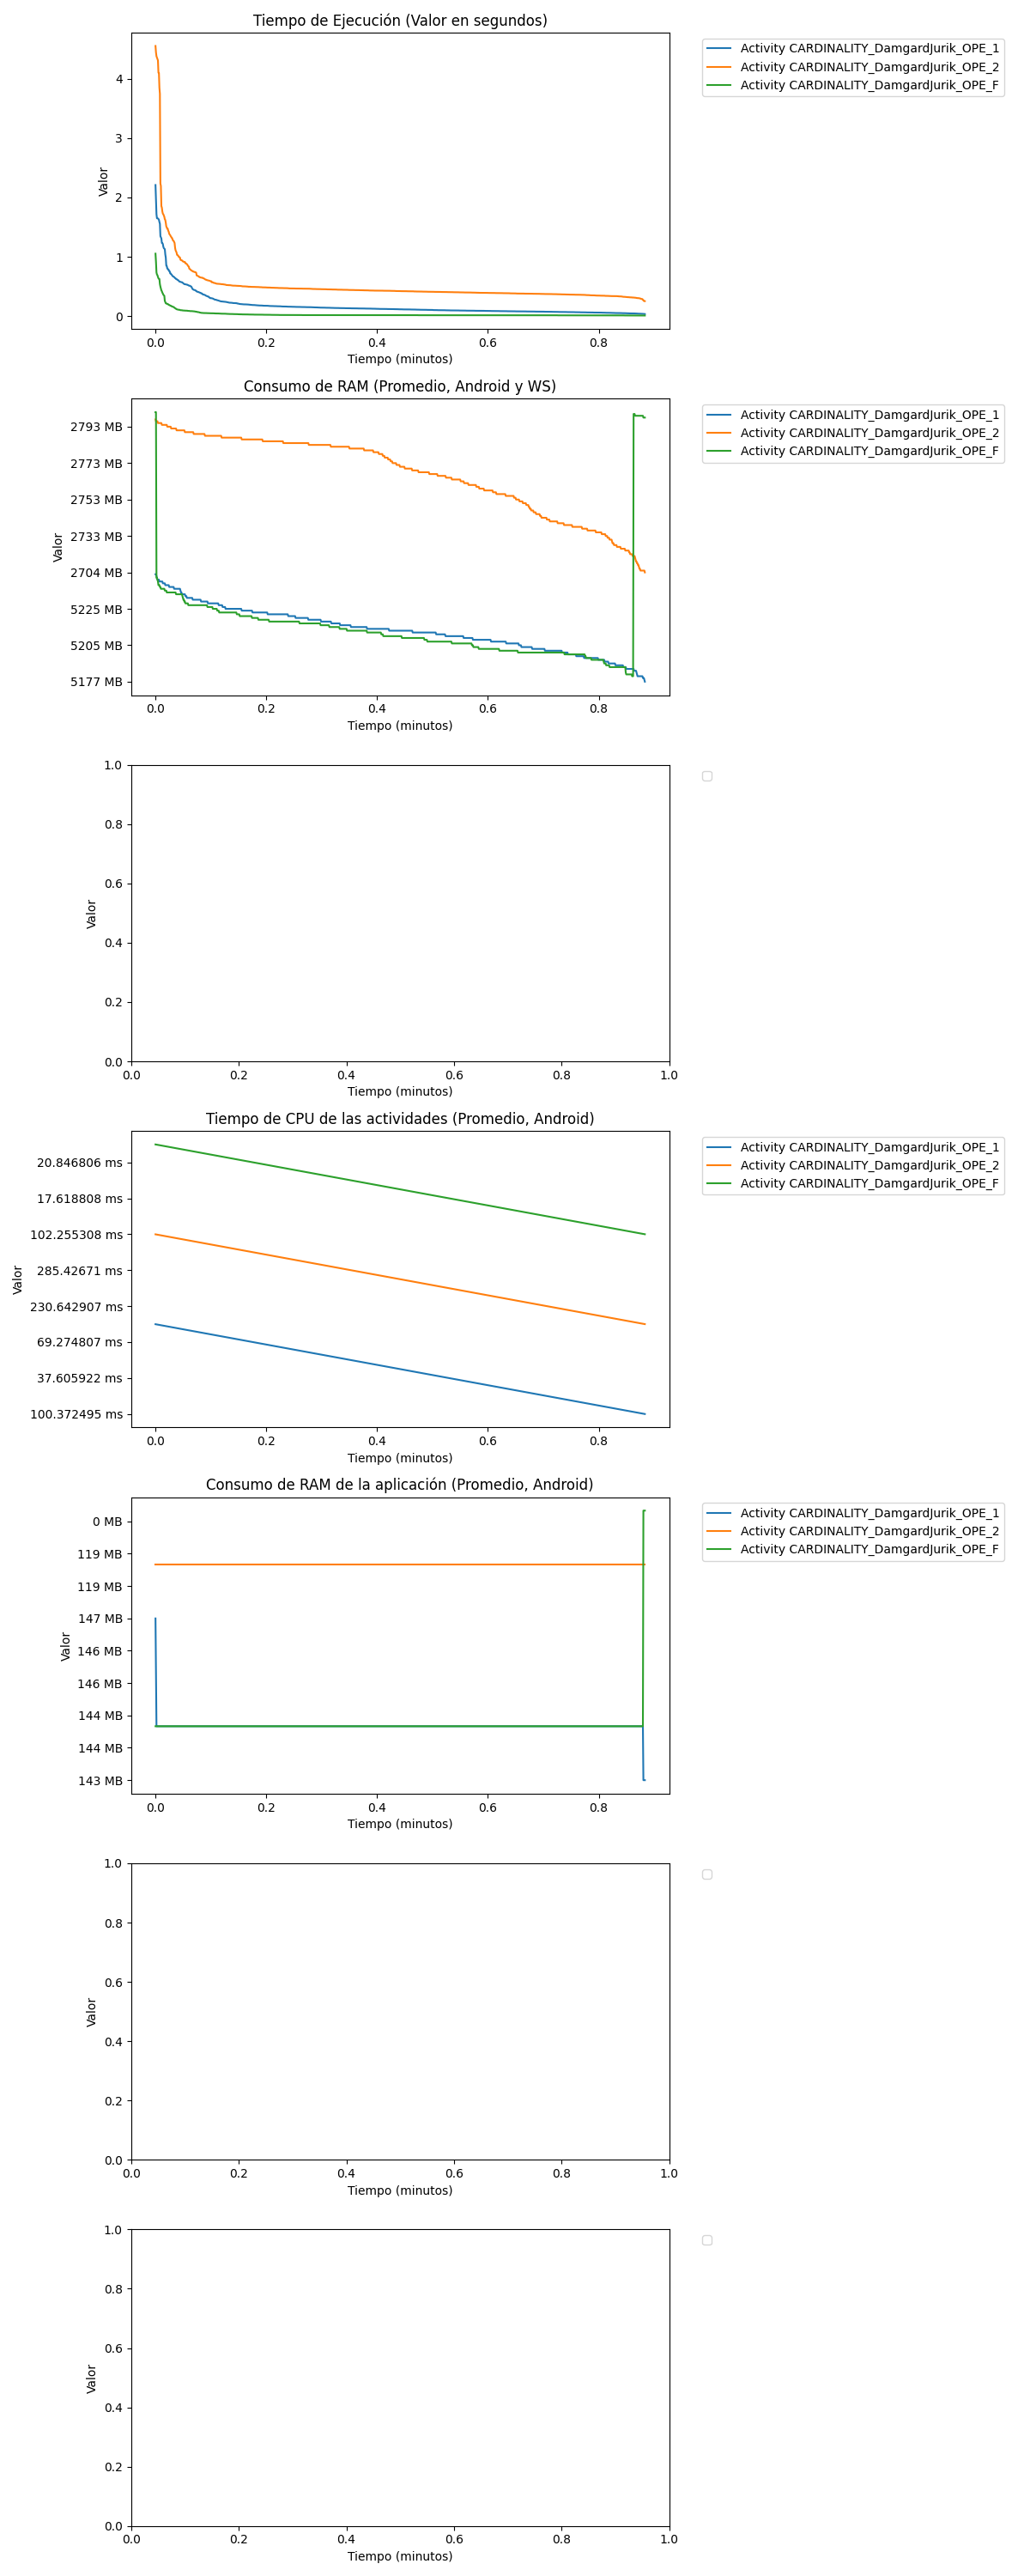 Tiempo de Ejecución (Valor en segundos)
Valor
4
3
2
1
0
0.0 0.2 0.4 0.6 0.8
Tiempo (minutos)
Activity CARDINALITY_DamgardJurik_OPE_1
Activity CARDINALITY_DamgardJurik_OPE_2
Activity CARDINALITY_DamgardJurik_OPE_F
Consumo de RAM (Promedio, Android y WS)
Valor
2793 MB
2773 MB
2753 MB
2733 MB
2704 MB
5225 MB
5205 MB
5177 MB
0.0 0.2 0.4 0.6 0.8
Tiempo (minutos)
Activity CARDINALITY_DamgardJurik_OPE_1
Activity CARDINALITY_DamgardJurik_OPE_2
Activity CARDINALITY_DamgardJurik_OPE_F
Valor
1.0
0.8
0.6
0.4
0.2
0.0
0.0 0.2 0.4 0.6 0.8 1.0
Tiempo (minutos)
Tiempo de CPU de las actividades (Promedio, Android)
Valor
20.846806 ms
17.618808 ms
102.255308 ms
285.42671 ms
230.642907 ms
69.274807 ms
37.605922 ms
100.372495 ms
0.0 0.2 0.4 0.6 0.8
Tiempo (minutos)
Activity CARDINALITY_DamgardJurik_OPE_1
Activity CARDINALITY_DamgardJurik_OPE_2
Activity CARDINALITY_DamgardJurik_OPE_F
Consumo de RAM de la aplicación (Promedio, Android)
Valor
0 MB
119 MB
119 MB
147 MB
146 MB
146 MB
144 MB
144 MB
143 MB
0.0 0.2 0.4 0.6 0.8
Tiempo (minutos)
Activity CARDINALITY_DamgardJurik_OPE_1
Activity CARDINALITY_DamgardJurik_OPE_2
Activity CARDINALITY_DamgardJurik_OPE_F
Valor
1.0
0.8
0.6
0.4
0.2
0.0
0.0 0.2 0.4 0.6 0.8 1.0
Tiempo (minutos)
Valor
1.0
0.8
0.6
0.4
0.2
0.0
0.0 0.2 0.4 0.6 0.8 1.0
Tiempo (minutos)